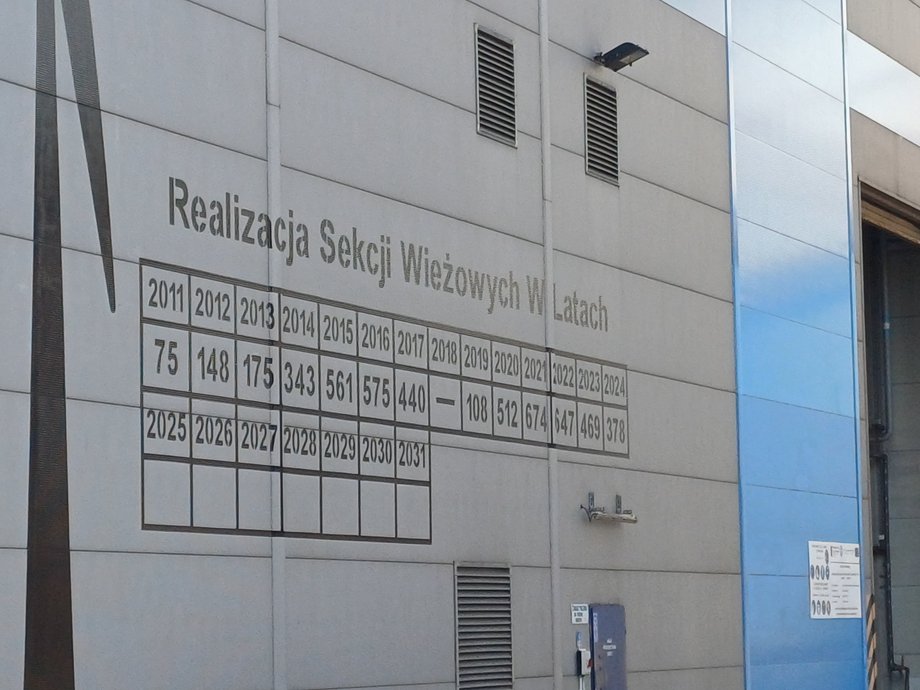 Realizacja Sekcji Wieżowych W Latach
2011 2012 2013 2014 2015 2016 2017 2018 2019 2020 2021 2022 2023 2024
75 148 175 343 561 575 440 — 108 512 674 647 469 378
2025 2026 2027 2028 2029 2030 2031